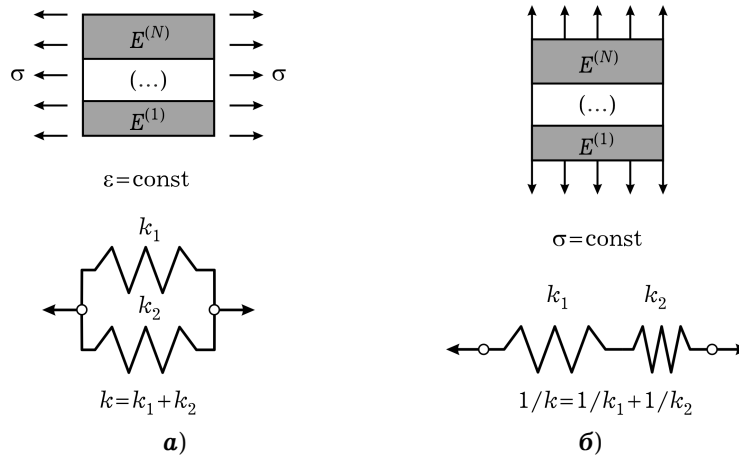 E^(N)
σ (...) σ
E^(1)
ε=const
k₁
k₂
k=k₁+k₂
а)
E^(N)
(...)
E^(1)
σ=const
k₁ k₂
1/k=1/k₁+1/k₂
б)